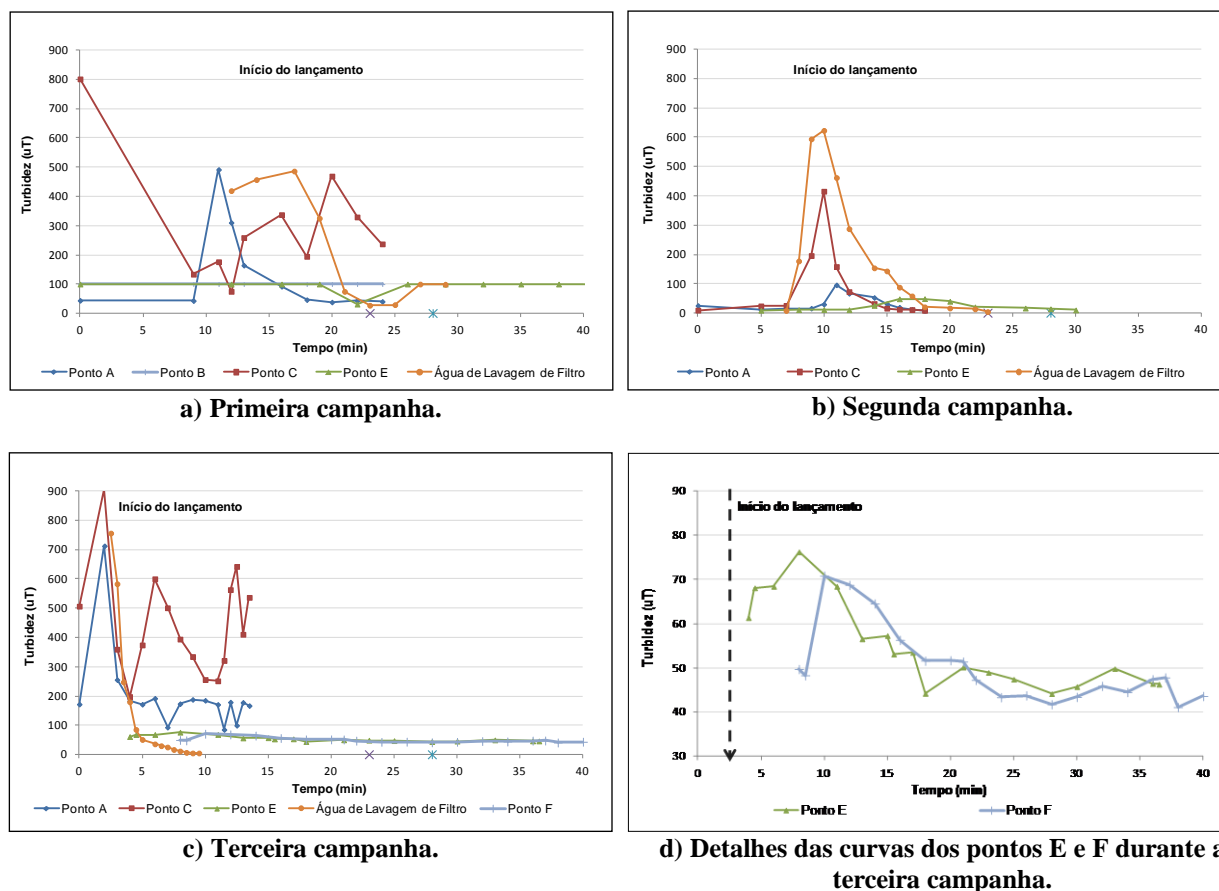 Início do lançamento
Turbidez (uT)
900
800
700
600
500
400
300
200
100
0
0 5 10 15 20 25 30 35 40
Tempo (min)
Ponto A Ponto B Ponto C Ponto E Água de Lavagem de Filtro
a) Primeira campanha.
Início do lançamento
Turbidez (uT)
900
800
700
600
500
400
300
200
100
0
0 5 10 15 20 25 30 35 40
Tempo (min)
Ponto A Ponto C Ponto E Água de Lavagem de Filtro
b) Segunda campanha.
Início do lançamento
Turbidez (uT)
900
800
700
600
500
400
300
200
100
0
0 5 10 15 20 25 30 35 40
Tempo (min)
Ponto A Ponto C Ponto E Água de Lavagem de Filtro Ponto F
c) Terceira campanha.
Início do lançamento
Turbidez (uT)
90
80
70
60
50
40
30
0 5 10 15 20 25 30 35 40
Tempo (min)
Ponto E Ponto F
d) Detalhes das curvas dos pontos E e F durante a
terceira campanha.